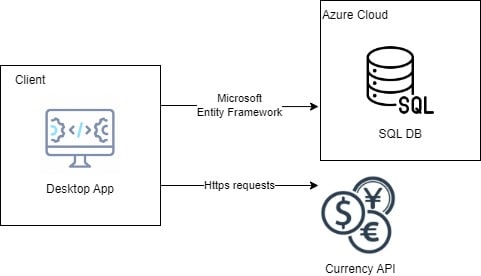 Azure Cloud
Client
Microsoft
Entity Framework
</>
SQL
SQL DB
Desktop App
Https requests
$
¥
€
Currency API